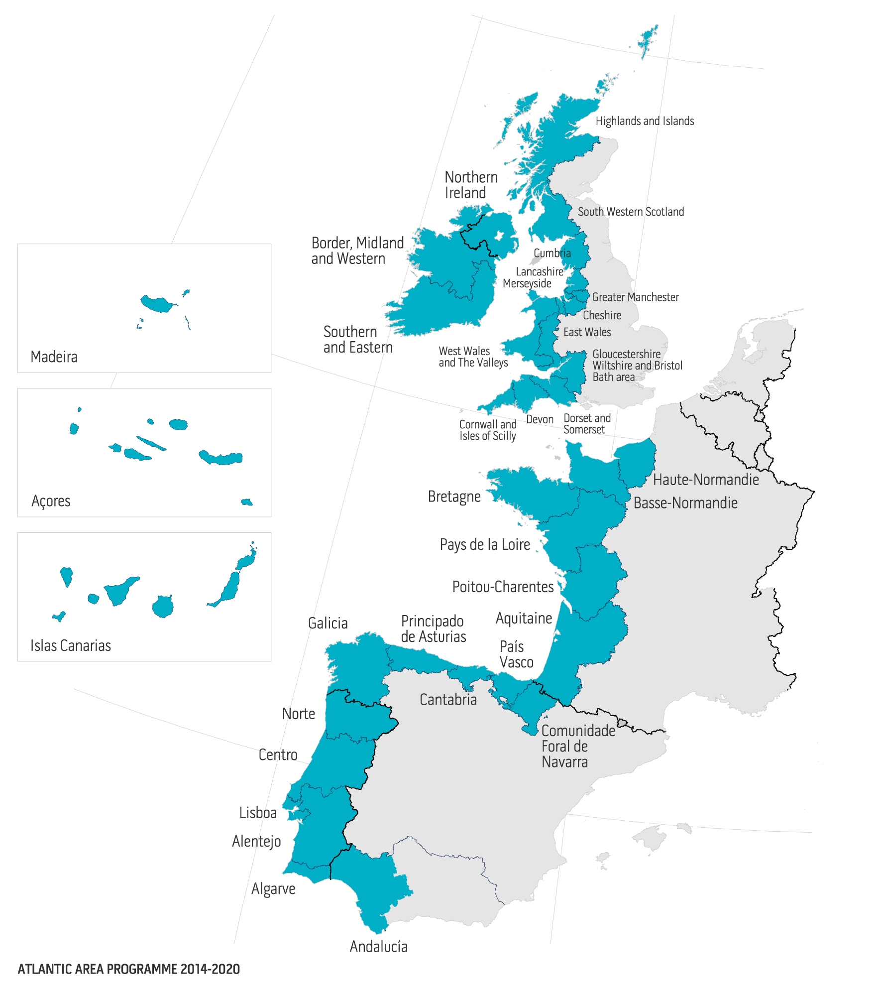 Highlands and Islands
Northern
Ireland
South Western Scotland
Border, Midland
and Western
Cumbria
Lancashire
Merseyside
Greater Manchester
Cheshire
East Wales
Southern
and Eastern
West Wales
and The Valleys
Gloucestershire
Wiltshire and Bristol
Bath area
Madeira
Devon
Dorset and
Somerset
Cornwall and
Isles of Scilly
Haute-Normandie
Bretagne
Açores
Basse-Normandie
Pays de la Loire
Poitou-Charentes
Aquitaine
Galicia
Principado
de Asturias
País
Vasco
Islas Canarias
Cantabria
Norte
Comunidade
Foral de
Navarra
Centro
Lisboa
Alentejo
Algarve
Andalucía
ATLANTIC AREA PROGRAMME 2014-2020